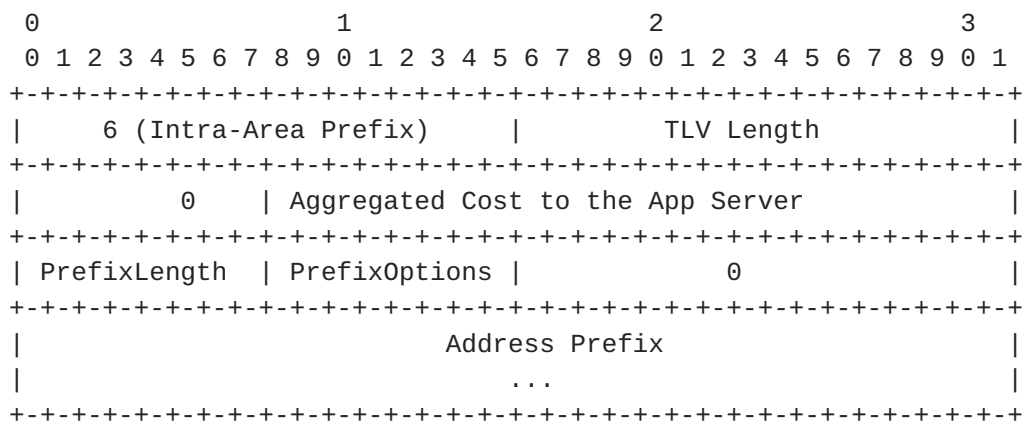 0                   1                   2                   3
 0 1 2 3 4 5 6 7 8 9 0 1 2 3 4 5 6 7 8 9 0 1 2 3 4 5 6 7 8 9 0 1
+-+-+-+-+-+-+-+-+-+-+-+-+-+-+-+-+-+-+-+-+-+-+-+-+-+-+-+-+-+-+-+-+
|     6 (Intra-Area Prefix)     |         TLV Length            |
+-+-+-+-+-+-+-+-+-+-+-+-+-+-+-+-+-+-+-+-+-+-+-+-+-+-+-+-+-+-+-+-+
|          0    | Aggregated Cost to the App Server             |
+-+-+-+-+-+-+-+-+-+-+-+-+-+-+-+-+-+-+-+-+-+-+-+-+-+-+-+-+-+-+-+-+
| PrefixLength  | PrefixOptions |             0                 |
+-+-+-+-+-+-+-+-+-+-+-+-+-+-+-+-+-+-+-+-+-+-+-+-+-+-+-+-+-+-+-+-+
|                           Address Prefix                      |
|                               ...                             |
+-+-+-+-+-+-+-+-+-+-+-+-+-+-+-+-+-+-+-+-+-+-+-+-+-+-+-+-+-+-+-+-+